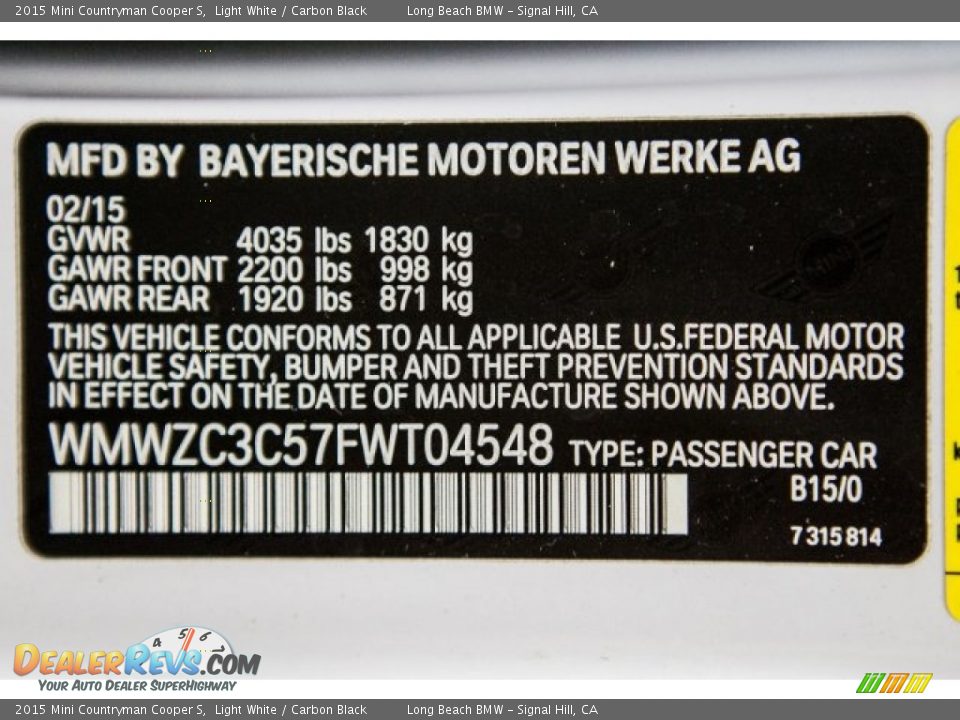 2015 Mini Countryman Cooper S, Light White / Carbon Black Long Beach BMW - Signal Hill, CA
MFD BY BAYERISCHE MOTOREN WERKE AG
02/15
GVWR 4035 lbs 1830 kg
GAWR FRONT 2200 lbs 998 kg
GAWR REAR 1920 lbs 871 kg
THIS VEHICLE CONFORMS TO ALL APPLICABLE U.S.FEDERAL MOTOR
VEHICLE SAFETY, BUMPER AND THEFT PREVENTION STANDARDS
IN EFFECT ON THE DATE OF MANUFACTURE SHOWN ABOVE.
WMWZC3C57FWT04548 TYPE: PASSENGER CAR
B15/0
7 315 814
4 5 6 7
DEALERREVS.COM
YOUR AUTO DEALER SUPERHIGHWAY
2015 Mini Countryman Cooper S, Light White / Carbon Black Long Beach BMW - Signal Hill, CA